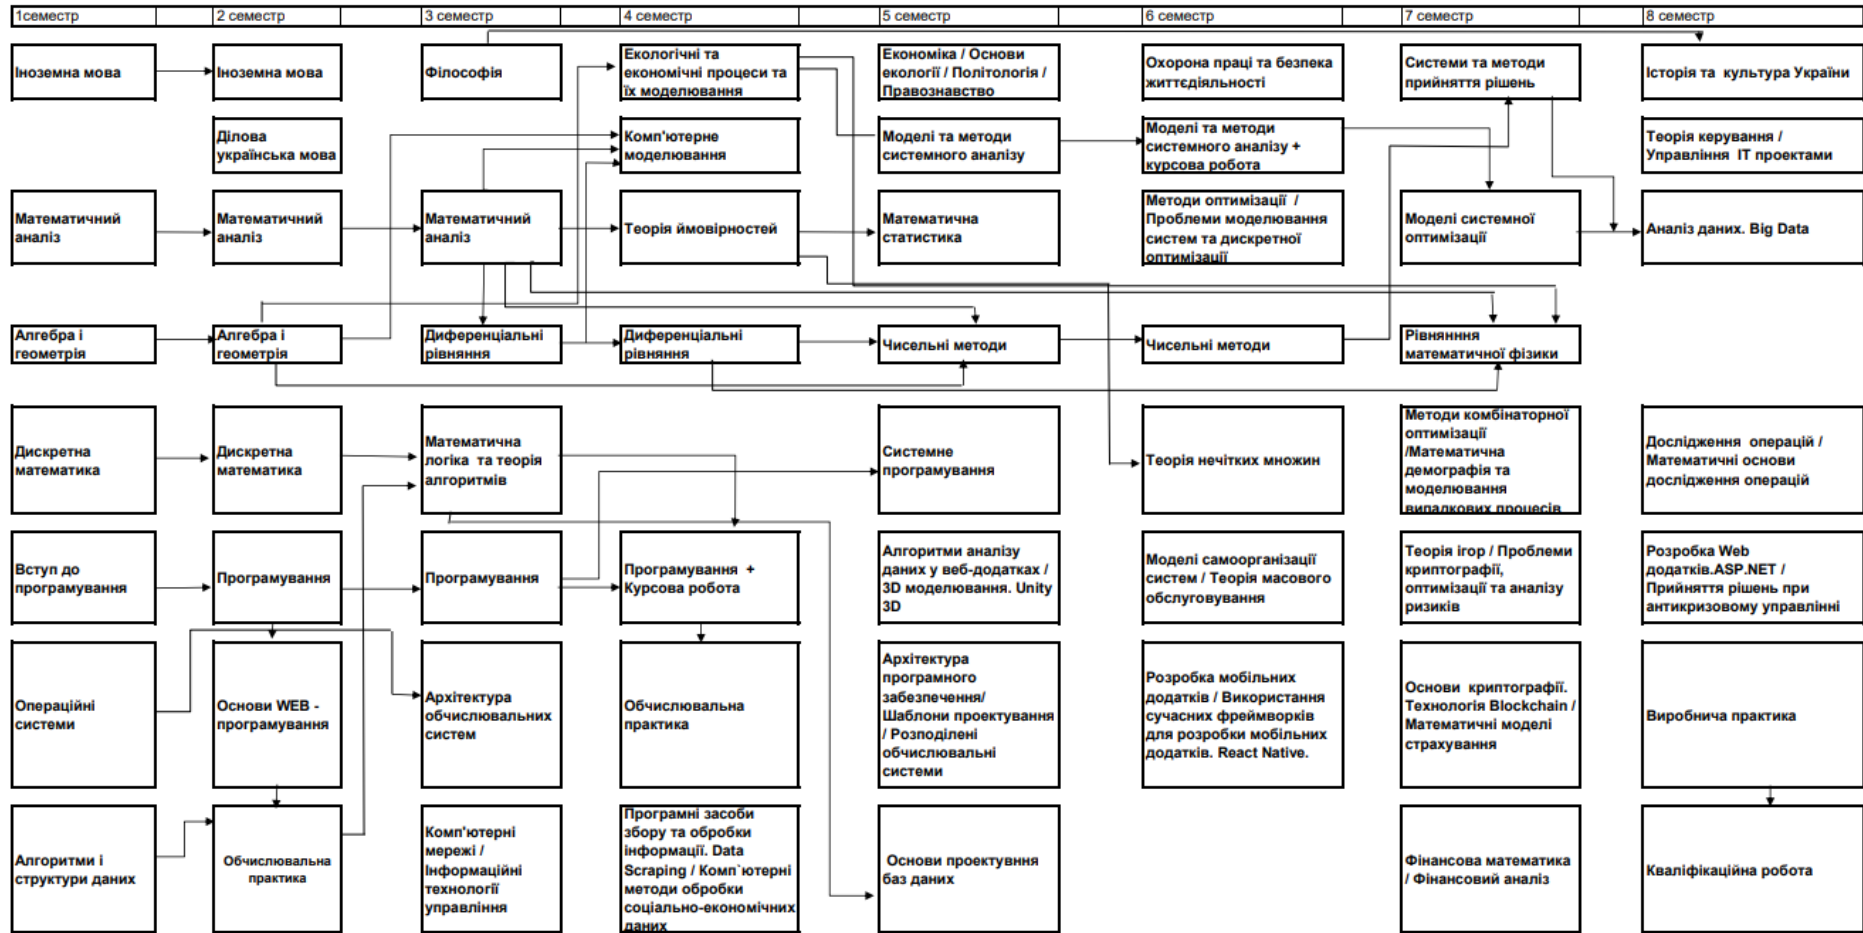 1семестр
2 семестр
3 семестр
4 семестр
5 семестр
6 семестр
7 семестр
8 семестр
Іноземна мова
Іноземна мова
Філософія
Екологічні та
економічні процеси та
їх моделювання
Економіка / Основи
екології / Політологія /
Правознавство
Охорона праці та безпека
життєдіяльності
Системи та методи
прийняття рішень
Історія та культура України
Ділова
українська мова
Комп'ютерне
моделювання
Моделі та методи
системного аналізу
Моделі та методи
системного аналізу +
курсова робота
Теорія керування /
Управління ІТ проектами
Математичний
аналіз
Математичний
аналіз
Математичний
аналіз
Теорія ймовірностей
Математична
статистика
Методи оптимізації /
Проблеми моделювання
систем та дискретної
оптимізації
Моделі системної
оптимізації
Аналіз даних. Big Data
Алгебра і
геометрія
Алгебра і
геометрія
Диференціальні
рівняння
Диференціальні
рівняння
Чисельні методи
Чисельні методи
Рівнянння
математичної фізики
Дискретна
математика
Дискретна
математика
Математична
логіка та теорія
алгоритмів
Системне
програмування
Теорія нечітких множин
Методи комбінаторної
оптимізації
/Математична
демографія та
моделювання
випадкових процесів
Дослідження операцій /
Математичні основи
дослідження операцій
Вступ до
програмування
Програмування
Програмування
Програмування +
Курсова робота
Алгоритми аналізу
даних у веб-додатках /
3D моделювання. Unity
3D
Моделі самоорганізації
систем / Теорія масового
обслуговування
Теорія ігор / Проблеми
криптографії,
оптимізації та аналізу
ризиків
Розробка Web
додатків.ASP.NET /
Прийняття рішень при
антикризовому управлінні
Операційні
системи
Основи WEB -
програмування
Архітектура
обчислювальних
систем
Обчислювальна
практика
Архітектура
програмного
забезпечення/
Шаблони проектування
/ Розподілені
обчислювальні
системи
Розробка мобільних
додатків / Використання
сучасних фреймворків
для розробки мобільних
додатків. React Native.
Основи криптографії.
Технологія Blockchain /
Математичні моделі
страхування
Виробнича практика
Алгоритми і
структури даних
Обчислювальна
практика
Комп'ютерні
мережі /
Інформаційні
технології
управління
Програмні засоби
збору та обробки
інформації. Data
Scraping / Комп`ютерні
методи обробки
соціально-економічних
даних
Основи проектувння
баз даних
Фінансова математика
/ Фінансовий аналіз
Кваліфікаційна робота